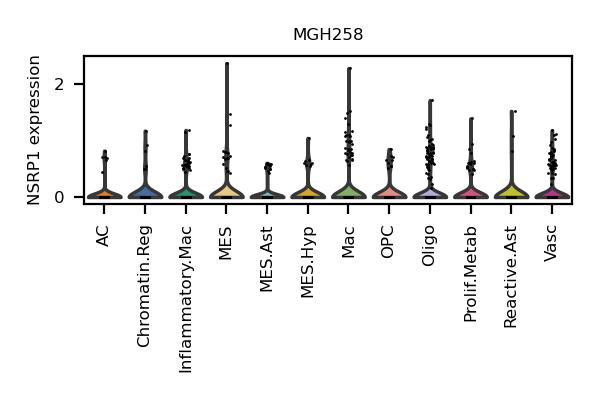 MGH258
NSRP1 expression
2
0
AC
Chromatin.Reg
Inflammatory.Mac
MES
MES.Ast
MES.Hyp
Mac
OPC
Oligo
Prolif.Metab
Reactive.Ast
Vasc